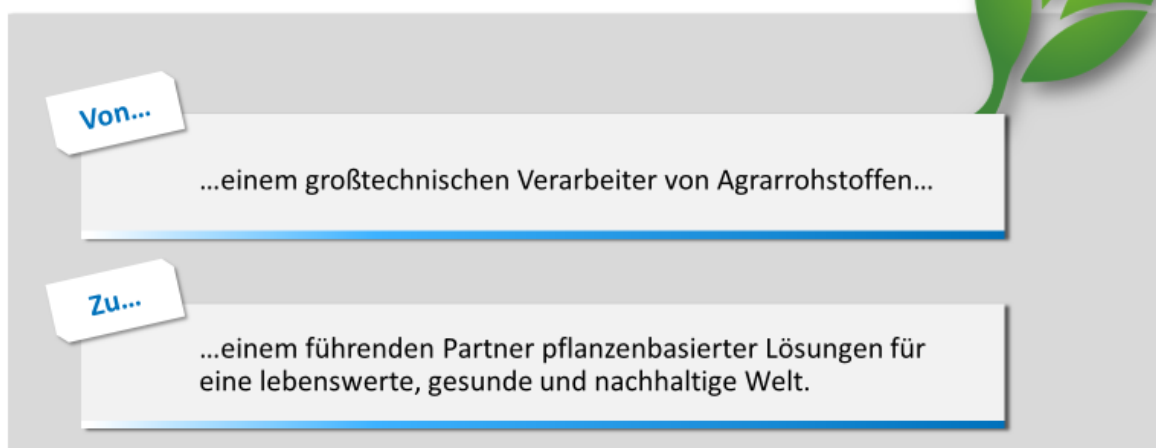 Von...
...einem großtechnischen Verarbeiter von Agrarrohstoffen...
Zu...
...einem führenden Partner pflanzenbasierter Lösungen für
eine lebenswerte, gesunde und nachhaltige Welt.